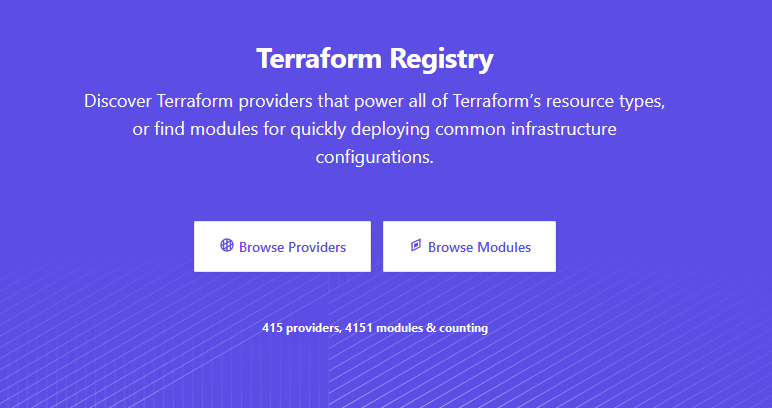 Terraform Registry
Discover Terraform providers that power all of Terraform’s resource types,
or find modules for quickly deploying common infrastructure
configurations.
Browse Providers
Browse Modules
415 providers, 4151 modules & counting